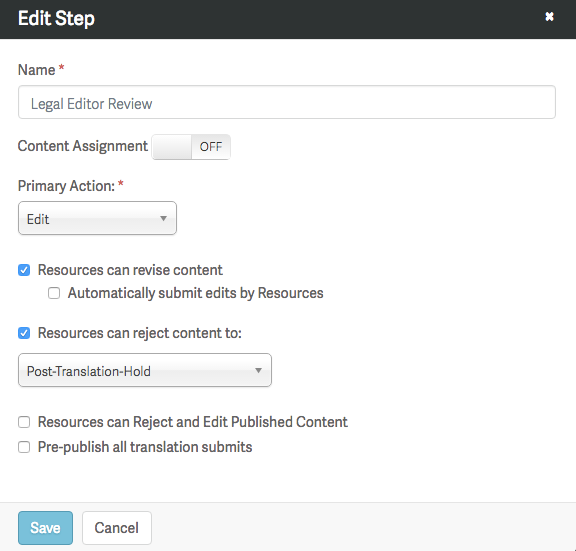 Edit Step
Name *
Legal Editor Review
Content Assignment OFF
Primary Action: *
Edit
Resources can revise content
Automatically submit edits by Resources
Resources can reject content to:
Post-Translation-Hold
Resources can Reject and Edit Published Content
Pre-publish all translation submits
Save Cancel